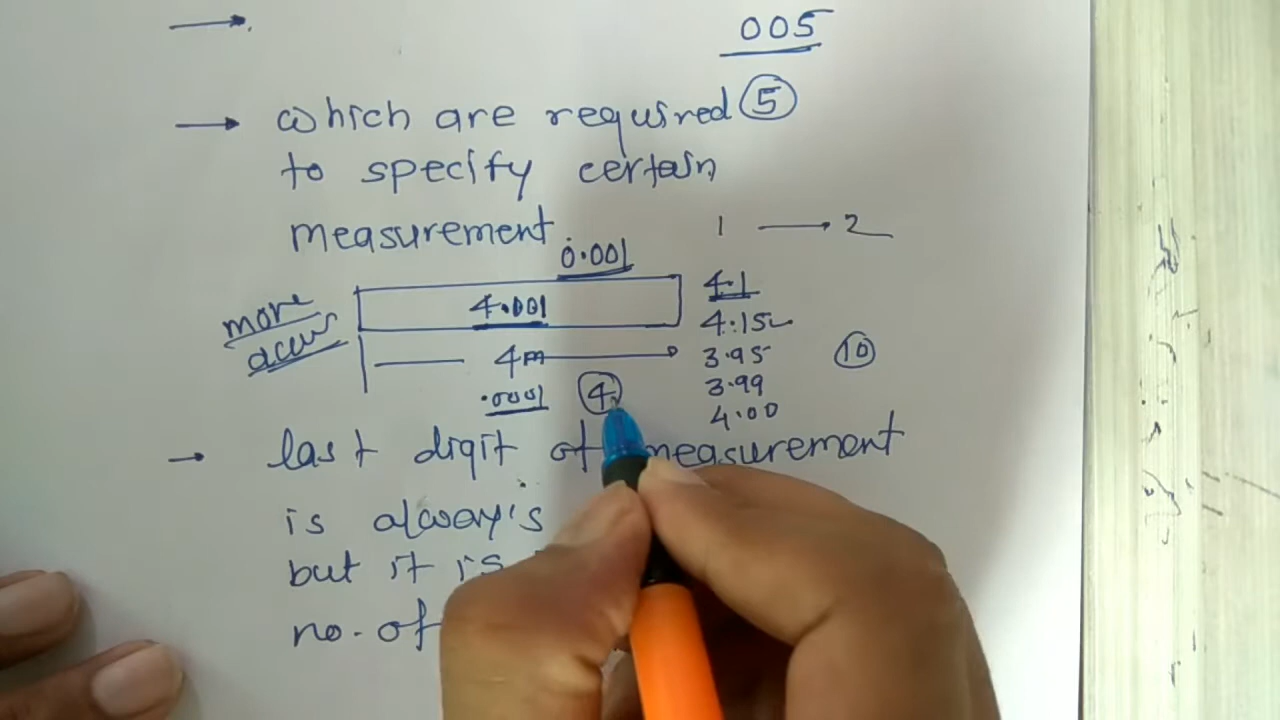 005
which are required 5
to specify certain
measurement
1 → 2
0.001
4.1
more
4.001
4.15
4m
3.95
10
3.99
.0001
4.
4.00
→ last digit of measurement
is always
but it is
no. of